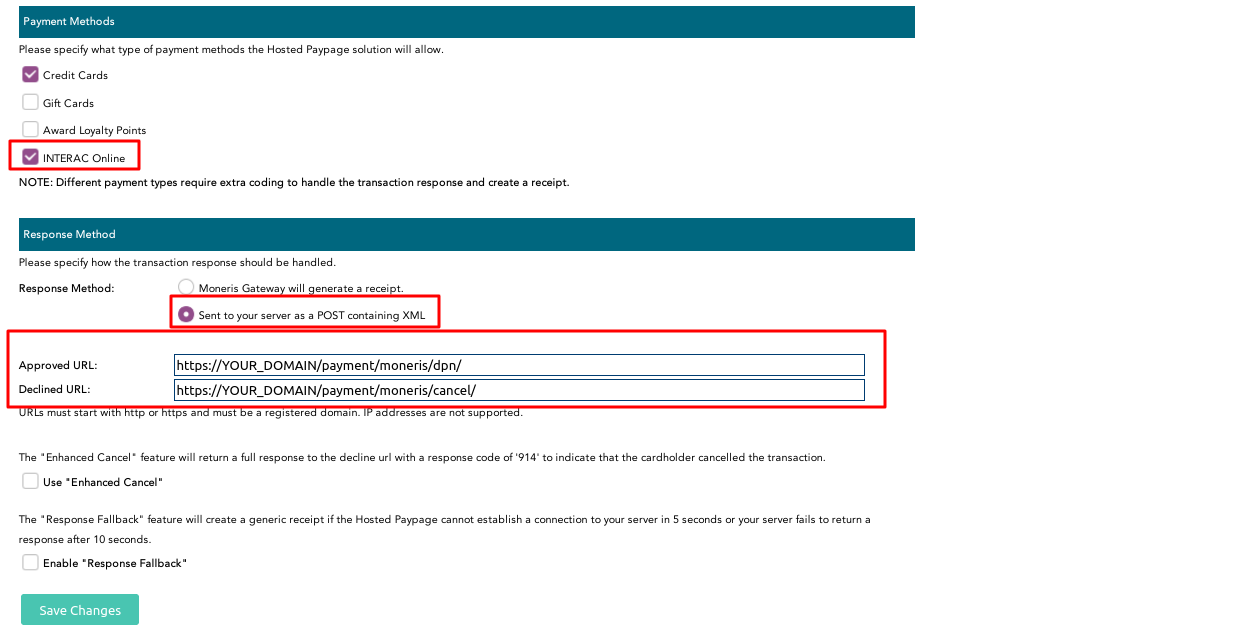 Payment Methods
Please specify what type of payment methods the Hosted Paypage solution will allow.
Credit Cards
Gift Cards
Award Loyalty Points
INTERAC Online
NOTE: Different payment types require extra coding to handle the transaction response and create a receipt.
Response Method
Please specify how the transaction response should be handled.
Response Method:
Moneris Gateway will generate a receipt.
Sent to your server as a POST containing XML
Approved URL: https://YOUR_DOMAIN/payment/moneris/dpn/
Declined URL: https://YOUR_DOMAIN/payment/moneris/cancel/
URLs must start with http or https and must be a registered domain. IP addresses are not supported.
The "Enhanced Cancel" feature will return a full response to the decline url with a response code of '914' to indicate that the cardholder cancelled the transaction.
Use "Enhanced Cancel"
The "Response Fallback" feature will create a generic receipt if the Hosted Paypage cannot establish a connection to your server in 5 seconds or your server fails to return a
response after 10 seconds.
Enable "Response Fallback"
Save Changes